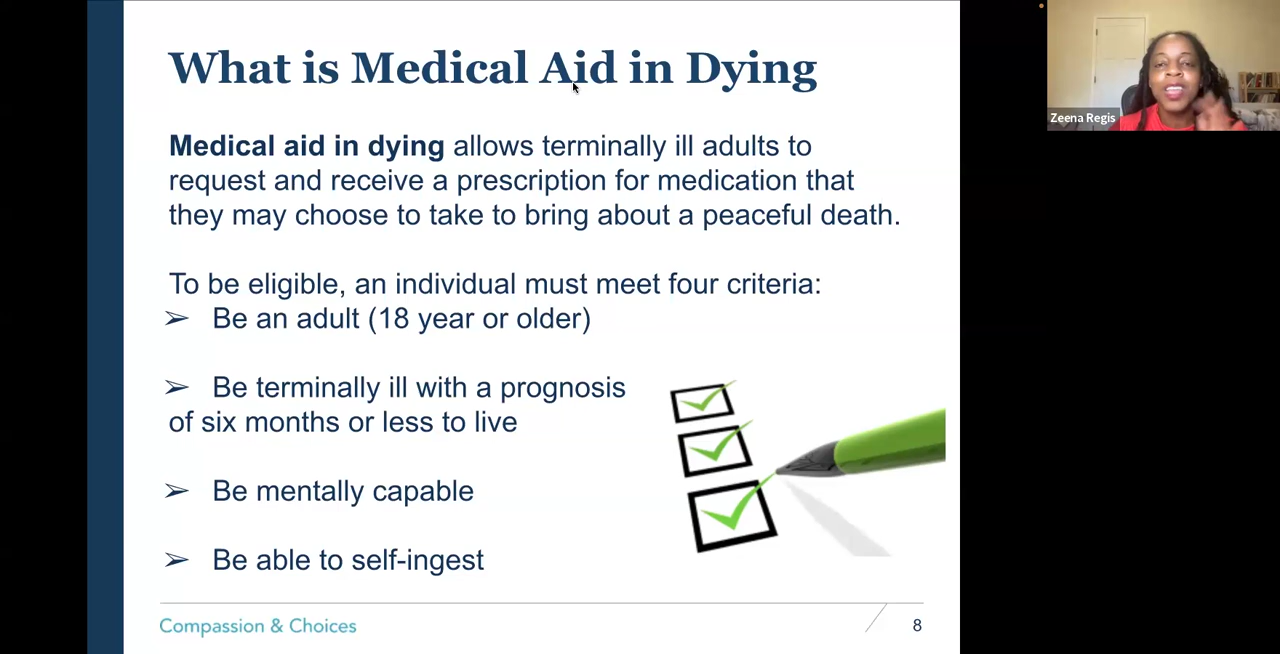 What is Medical Aid in Dying
Medical aid in dying allows terminally ill adults to
request and receive a prescription for medication that
they may choose to take to bring about a peaceful death.
To be eligible, an individual must meet four criteria:
➢ Be an adult (18 year or older)
➢ Be terminally ill with a prognosis
of six months or less to live
➢ Be mentally capable
➢ Be able to self-ingest
Compassion & Choices
8
Zeena Regis